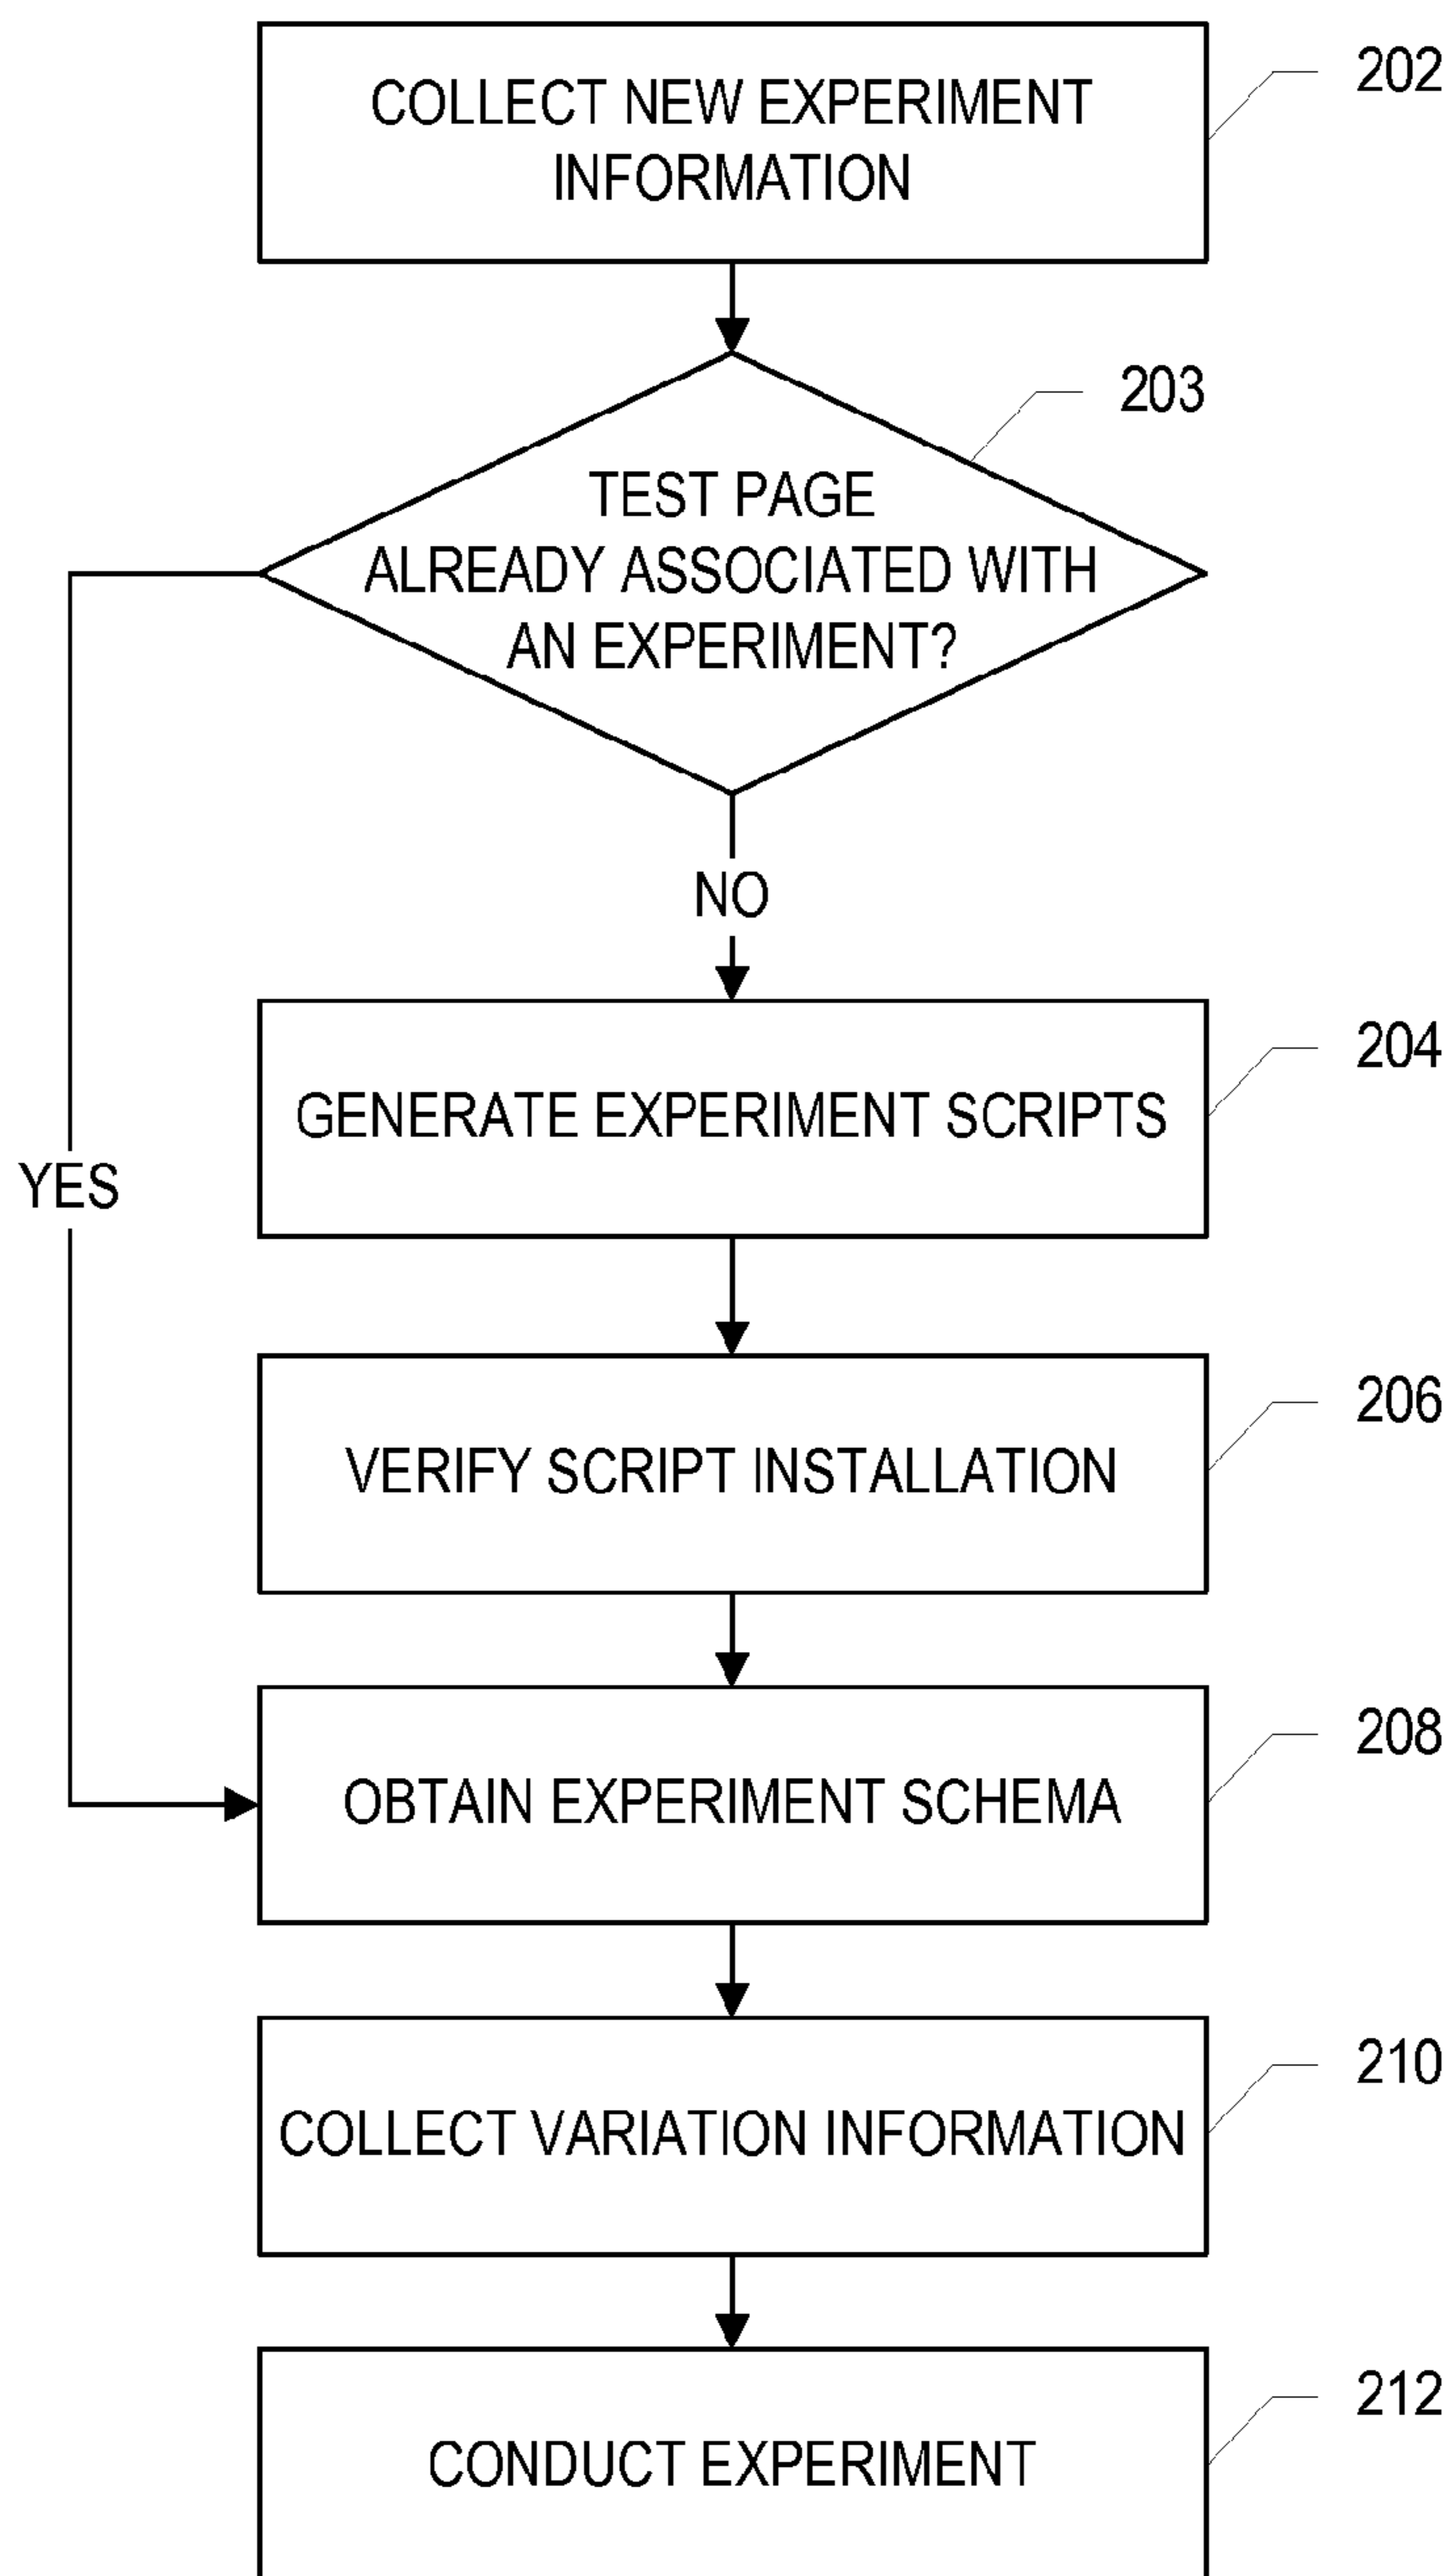 COLLECT NEW EXPERIMENT
INFORMATION
202
203
TEST PAGE
ALREADY ASSOCIATED WITH
AN EXPERIMENT?
NO
204
GENERATE EXPERIMENT SCRIPTS
YES
206
VERIFY SCRIPT INSTALLATION
208
OBTAIN EXPERIMENT SCHEMA
210
COLLECT VARIATION INFORMATION
212
CONDUCT EXPERIMENT